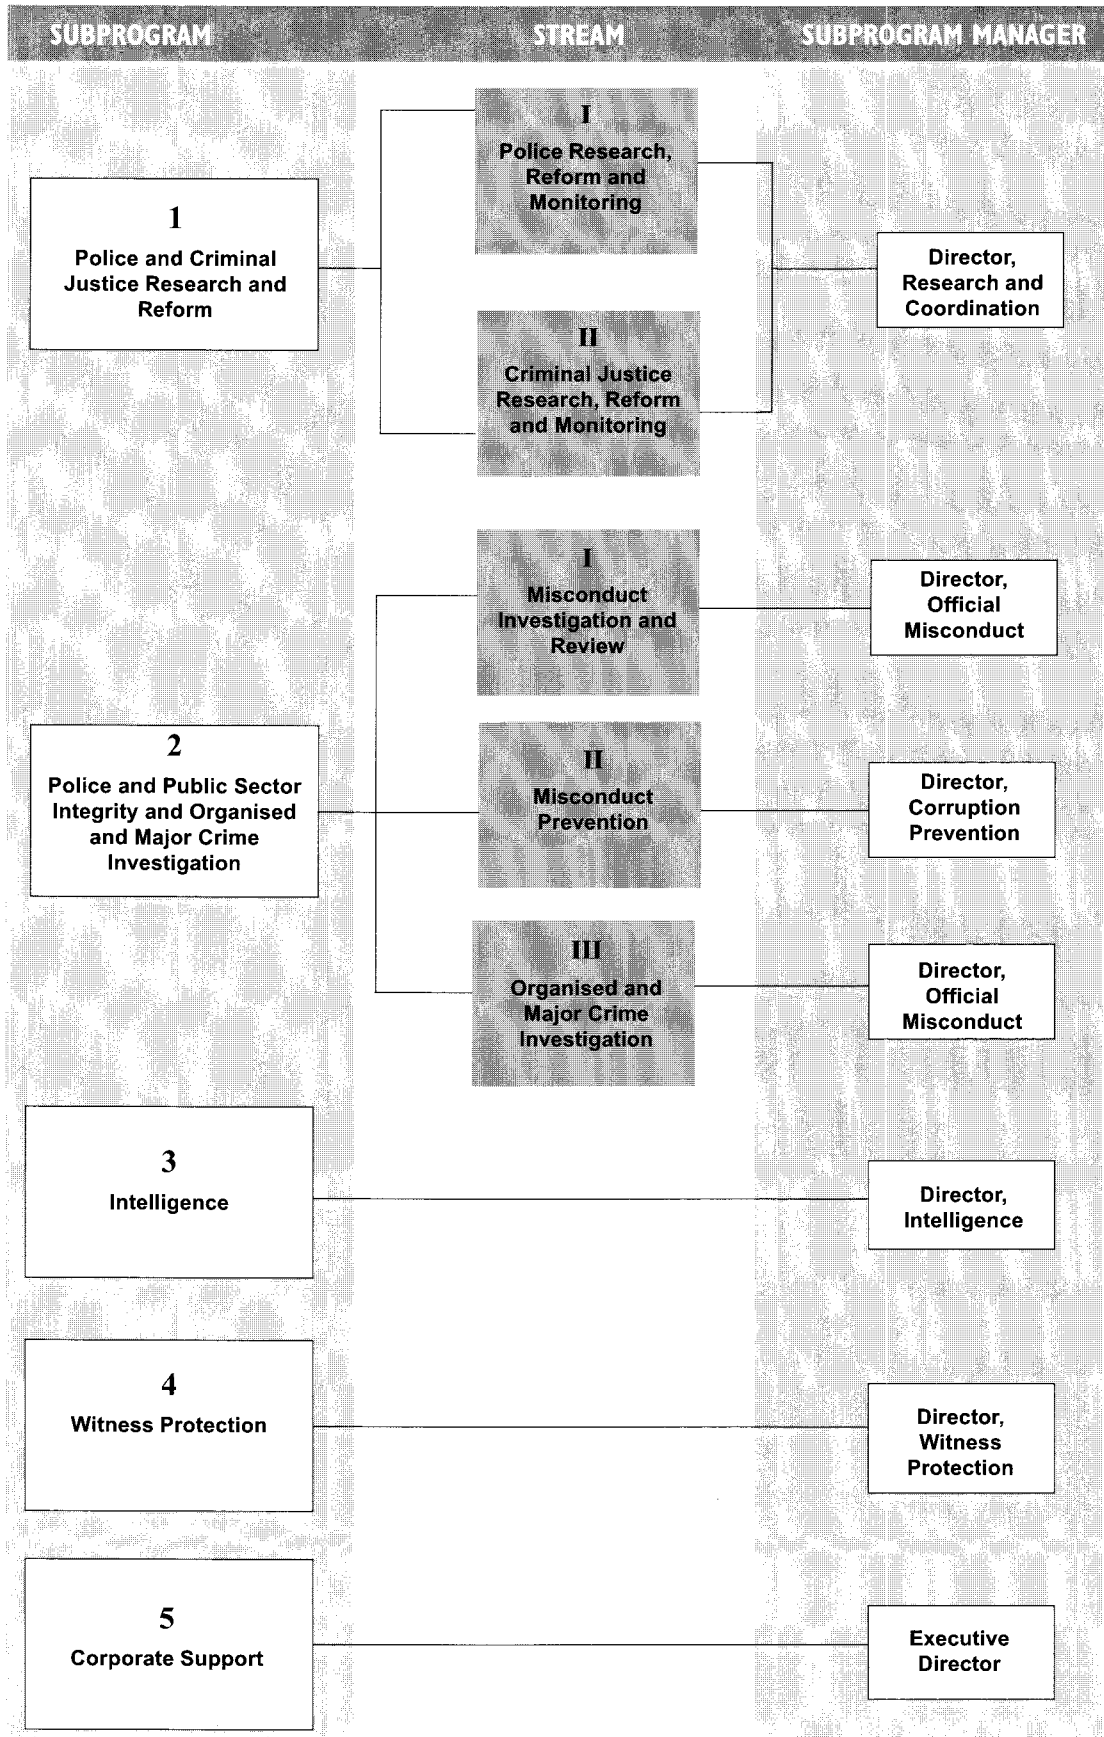 SUBPROGRAM
STREAM
SUBPROGRAM MANAGER
1
Police and Criminal
Justice Research and
Reform
I
Police Research,
Reform and
Monitoring
II
Criminal Justice
Research, Reform
and Monitoring
Director,
Research and
Coordination
2
Police and Public Sector
Integrity and Organised
and Major Crime
Investigation
I
Misconduct
Investigation and
Review
Director,
Official
Misconduct
II
Misconduct
Prevention
Director,
Corruption
Prevention
III
Organised and
Major Crime
Investigation
Director,
Official
Misconduct
3
Intelligence
Director,
Intelligence
4
Witness Protection
Director,
Witness
Protection
5
Corporate Support
Executive
Director